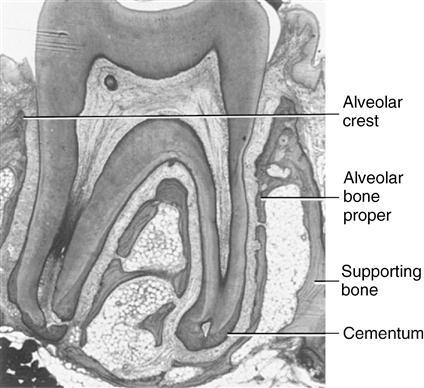 Alveolar
crest
Alveolar
bone
proper
Supporting
bone
Cementum